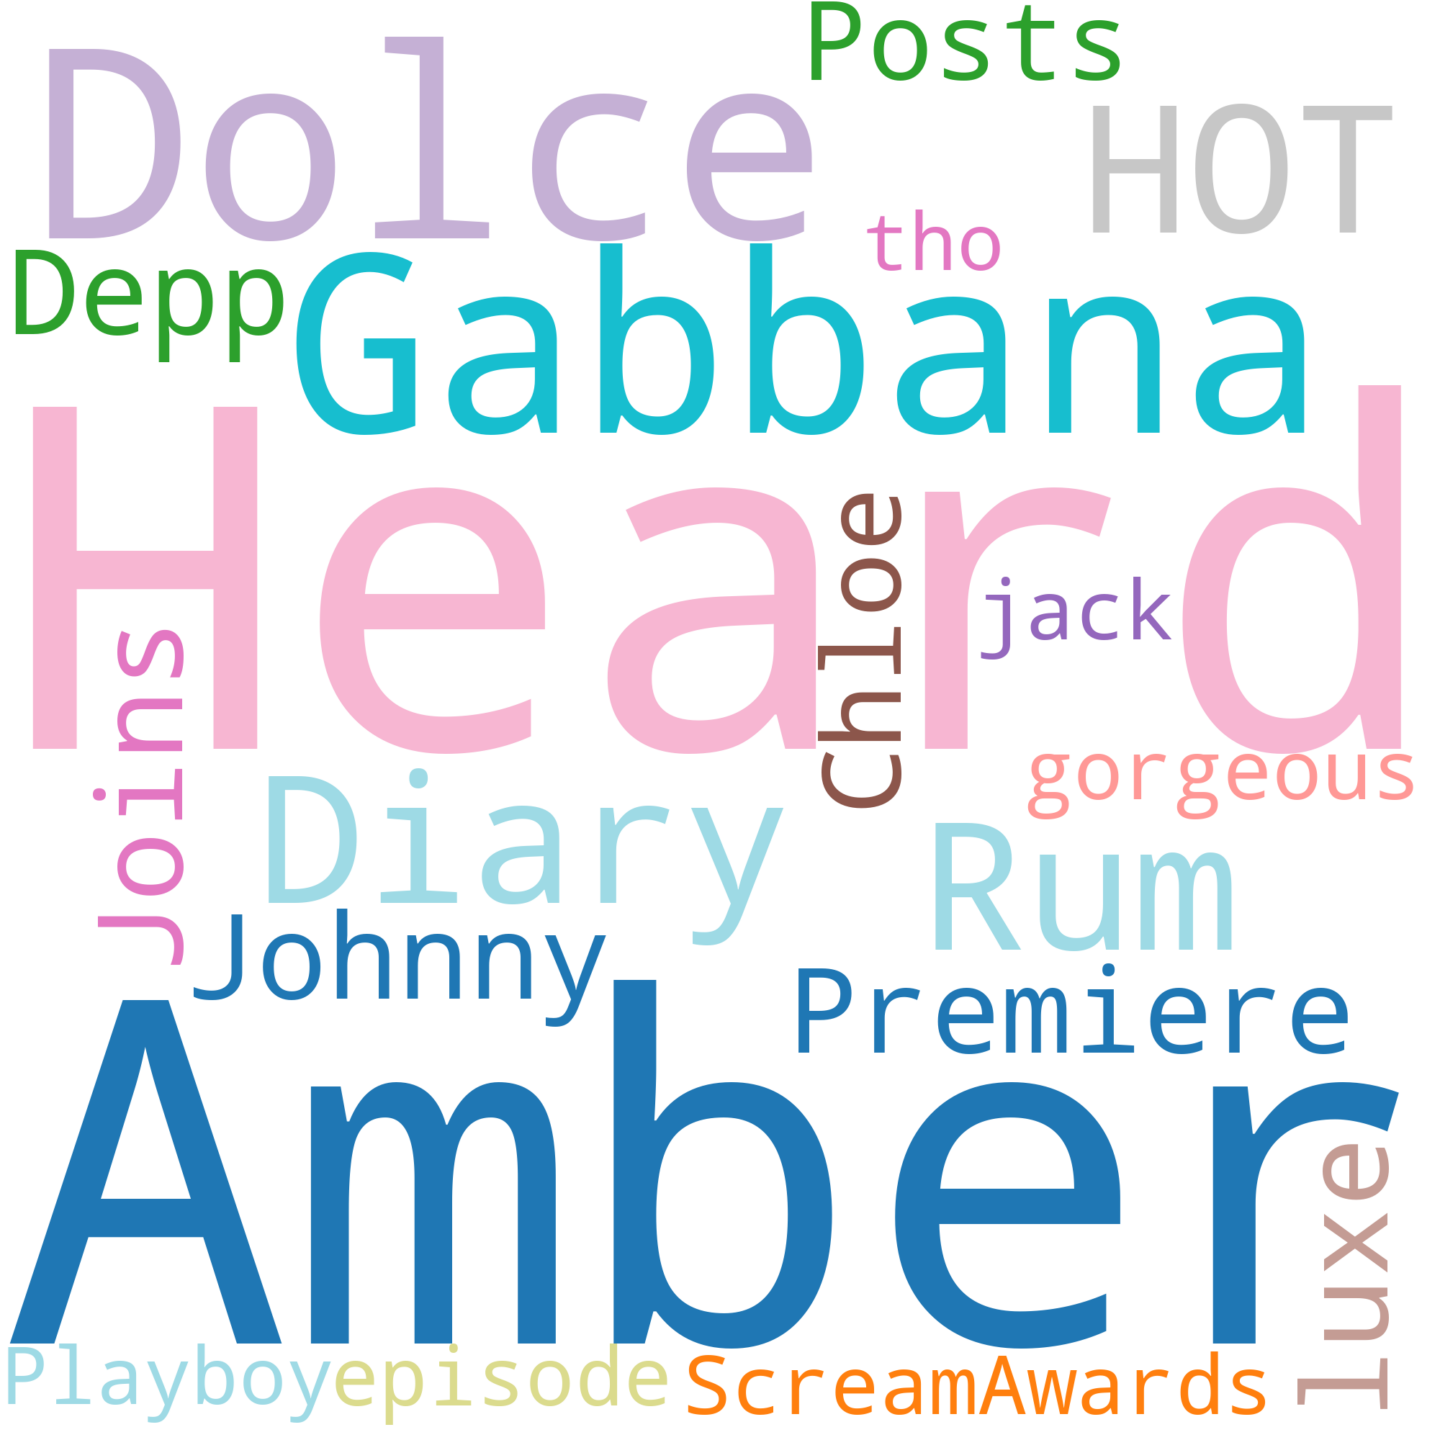 Posts
Dolce
HOT
tho
Depp
Gabbana
Heard
Chloe
jack
Joins
gorgeous
Diary
Rum
Johnny
Premiere
Amber
luxe
Playboy
episode
ScreamAwards